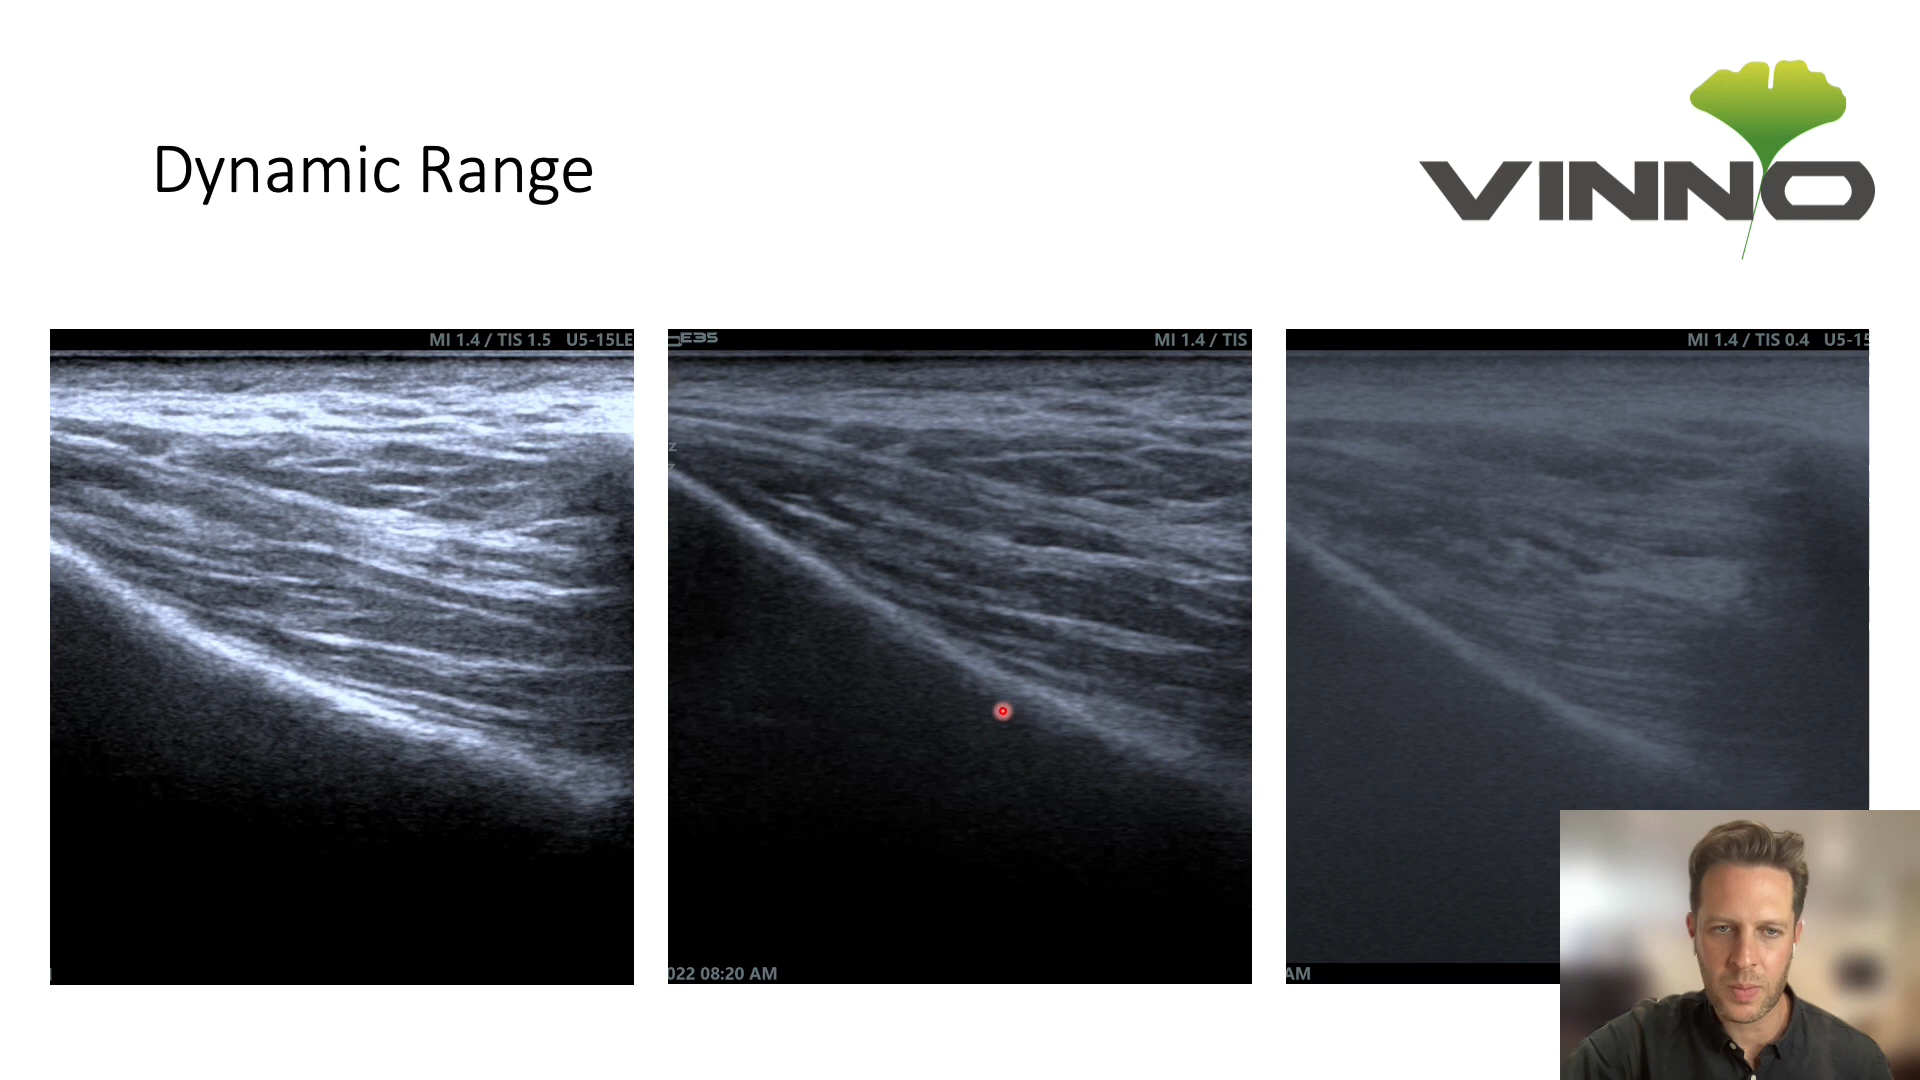 Dynamic Range
VINNO
MI 1.4 / TIS 1.5 U5-15LE
E35
MI 1.4 / TIS
MI 1.4 / TIS 0.4 U5-15
Z
022 08:20 AM
AM